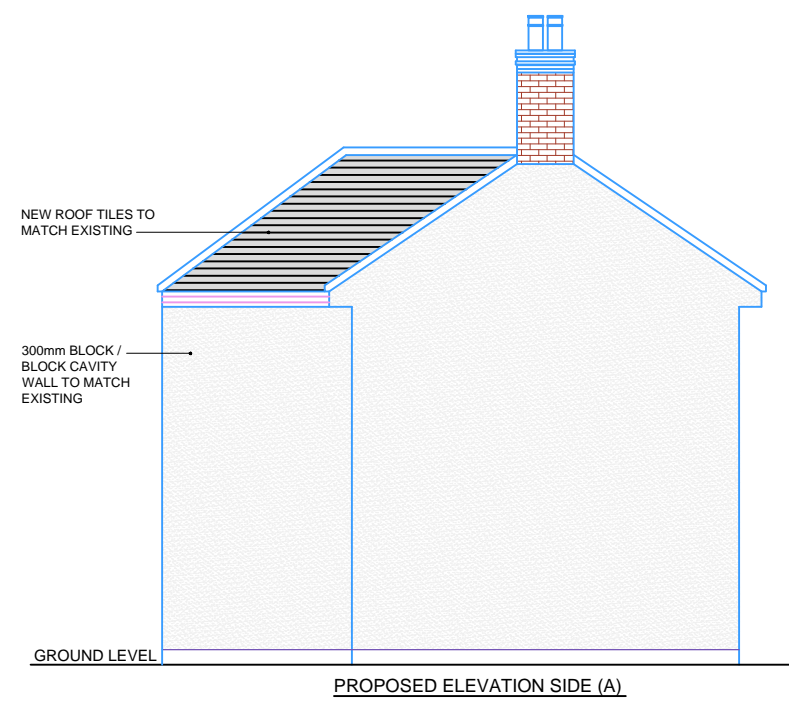 NEW ROOF TILES TO
MATCH EXISTING
300mm BLOCK /
BLOCK CAVITY
WALL TO MATCH
EXISTING
GROUND LEVEL
PROPOSED ELEVATION SIDE (A)